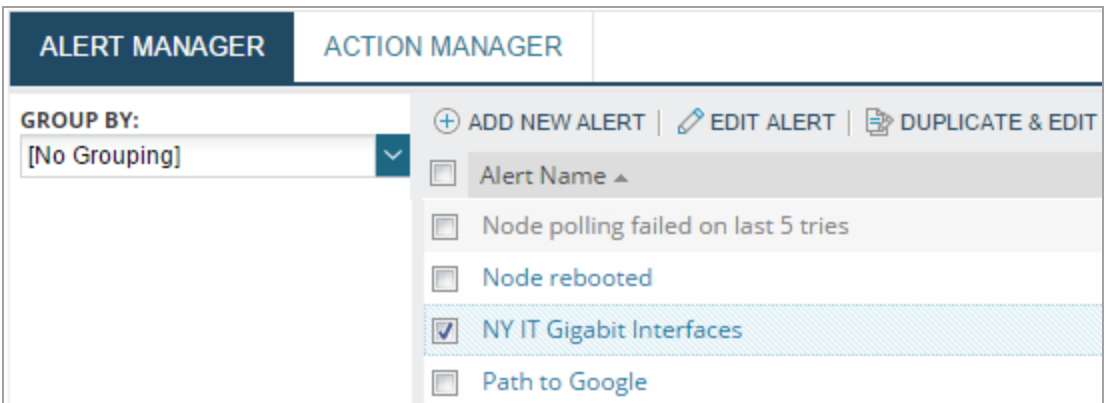 ALERT MANAGER
ACTION MANAGER
GROUP BY:
[No Grouping]
ADD NEW ALERT | EDIT ALERT | DUPLICATE & EDIT
Alert Name
Node polling failed on last 5 tries
Node rebooted
NY IT Gigabit Interfaces
Path to Google